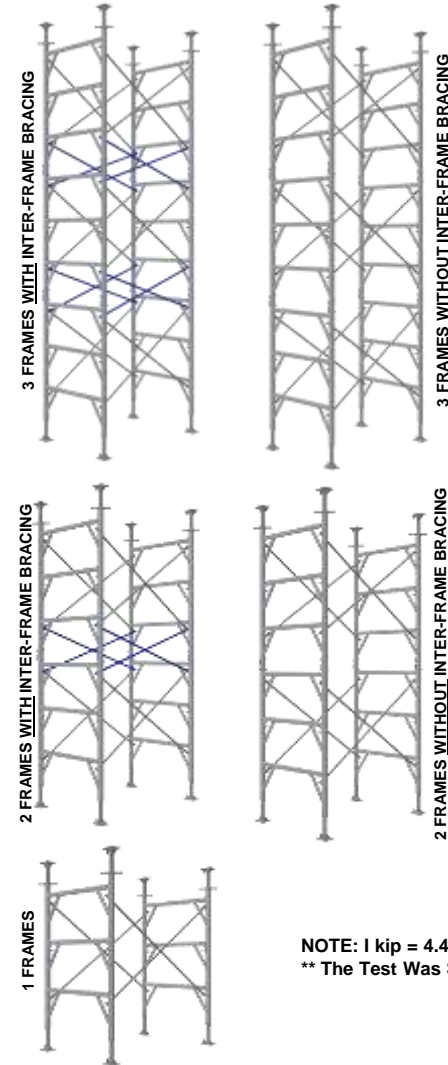 3 FRAMES WITH INTER-FRAME BRACING
3 FRAMES WITHOUT INTER-FRAME BRACING
2 FRAMES WITH INTER-FRAME BRACING
2 FRAMES WITHOUT INTER-FRAME BRACING
1 FRAMES
NOTE: I kip = 4.4
** The Test Was